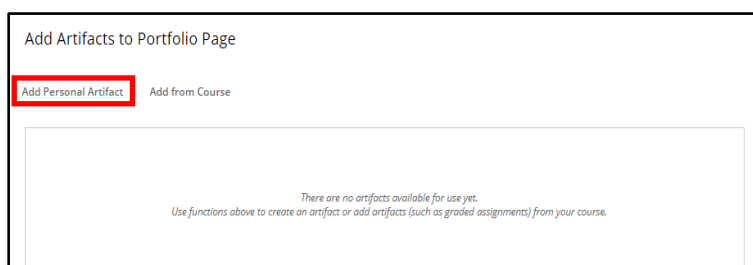 Add Artifacts to Portfolio Page
Add Personal Artifact Add from Course
There are no artifacts available for use yet.
Use functions above to create an artifact or add artifacts (such as graded assignments) from your course.